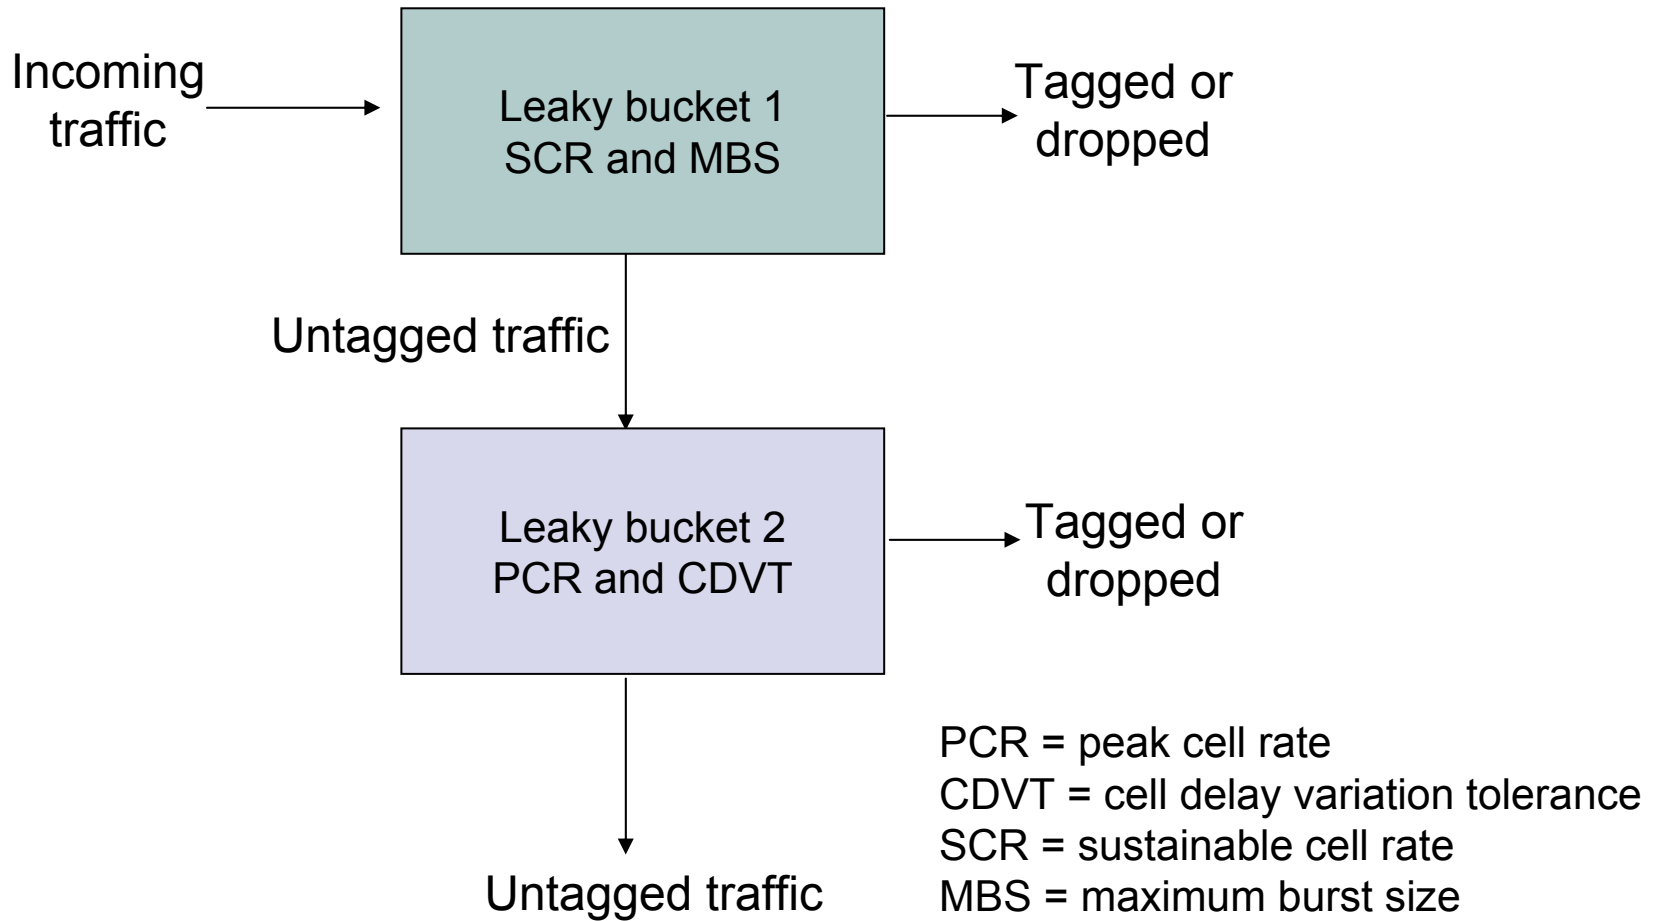 Incoming
traffic
Leaky bucket 1
SCR and MBS
Tagged or
dropped
Untagged traffic
Leaky bucket 2
PCR and CDVT
Tagged or
dropped
Untagged traffic
PCR = peak cell rate
CDVT = cell delay variation tolerance
SCR = sustainable cell rate
MBS = maximum burst size